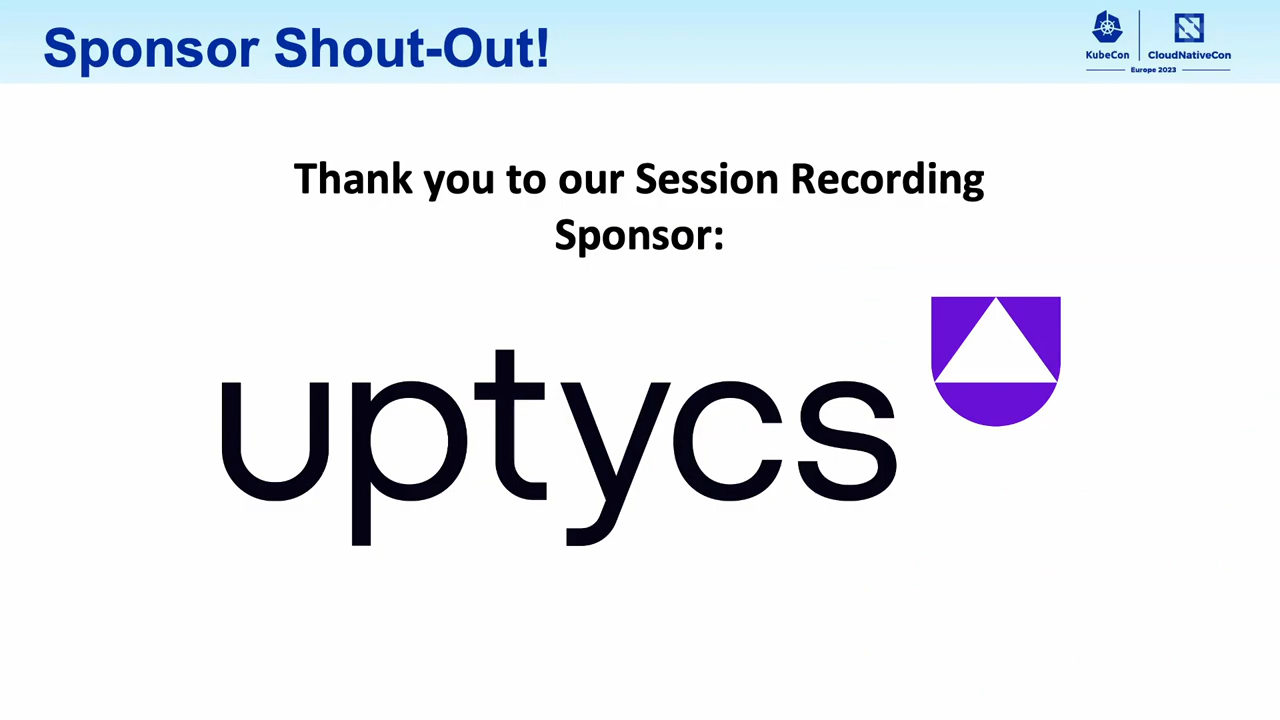 Sponsor Shout-Out!
KubeCon
CloudNativeCon
Europe 2023
Thank you to our Session Recording
Sponsor:
uptycs